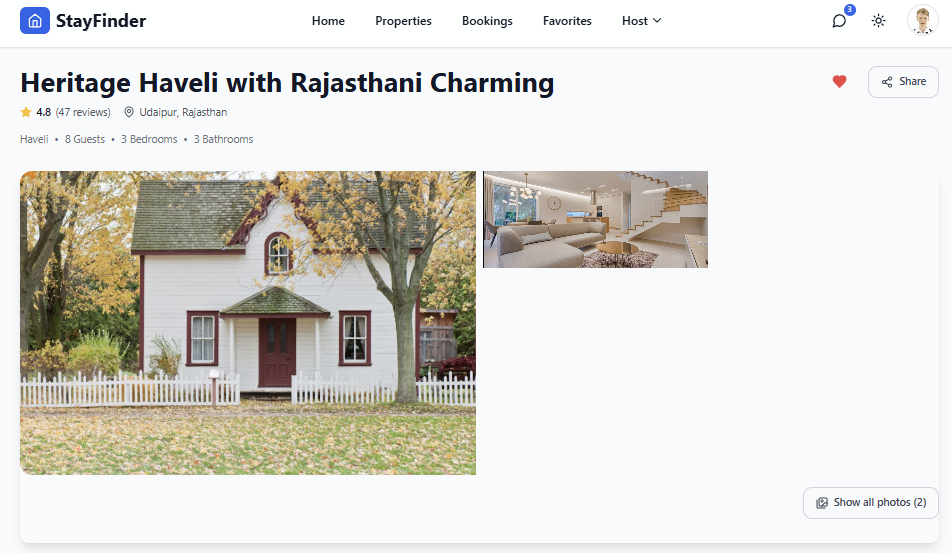 StayFinder Home Properties Bookings Favorites Host 3
Heritage Haveli with Rajasthani Charming Share
4.8 (47 reviews) Udaipur, Rajasthan
Haveli • 8 Guests • 3 Bedrooms • 3 Bathrooms
Show all photos (2)